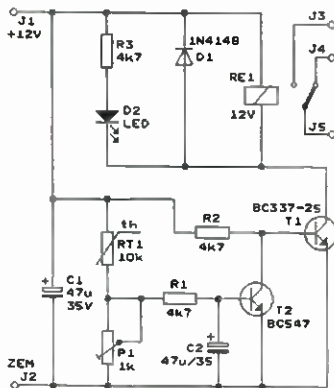 J1
+12V
R3
4k7
D2
LED
1N4148
D1
RE1
12V
J3
J4
J5
BC337-25
T1
R2
4k7
th
RT1
10k
C1
47u
35V
R1
4k7
T2
BC547
P1
1k
C2
47u/35
ZEM
J2